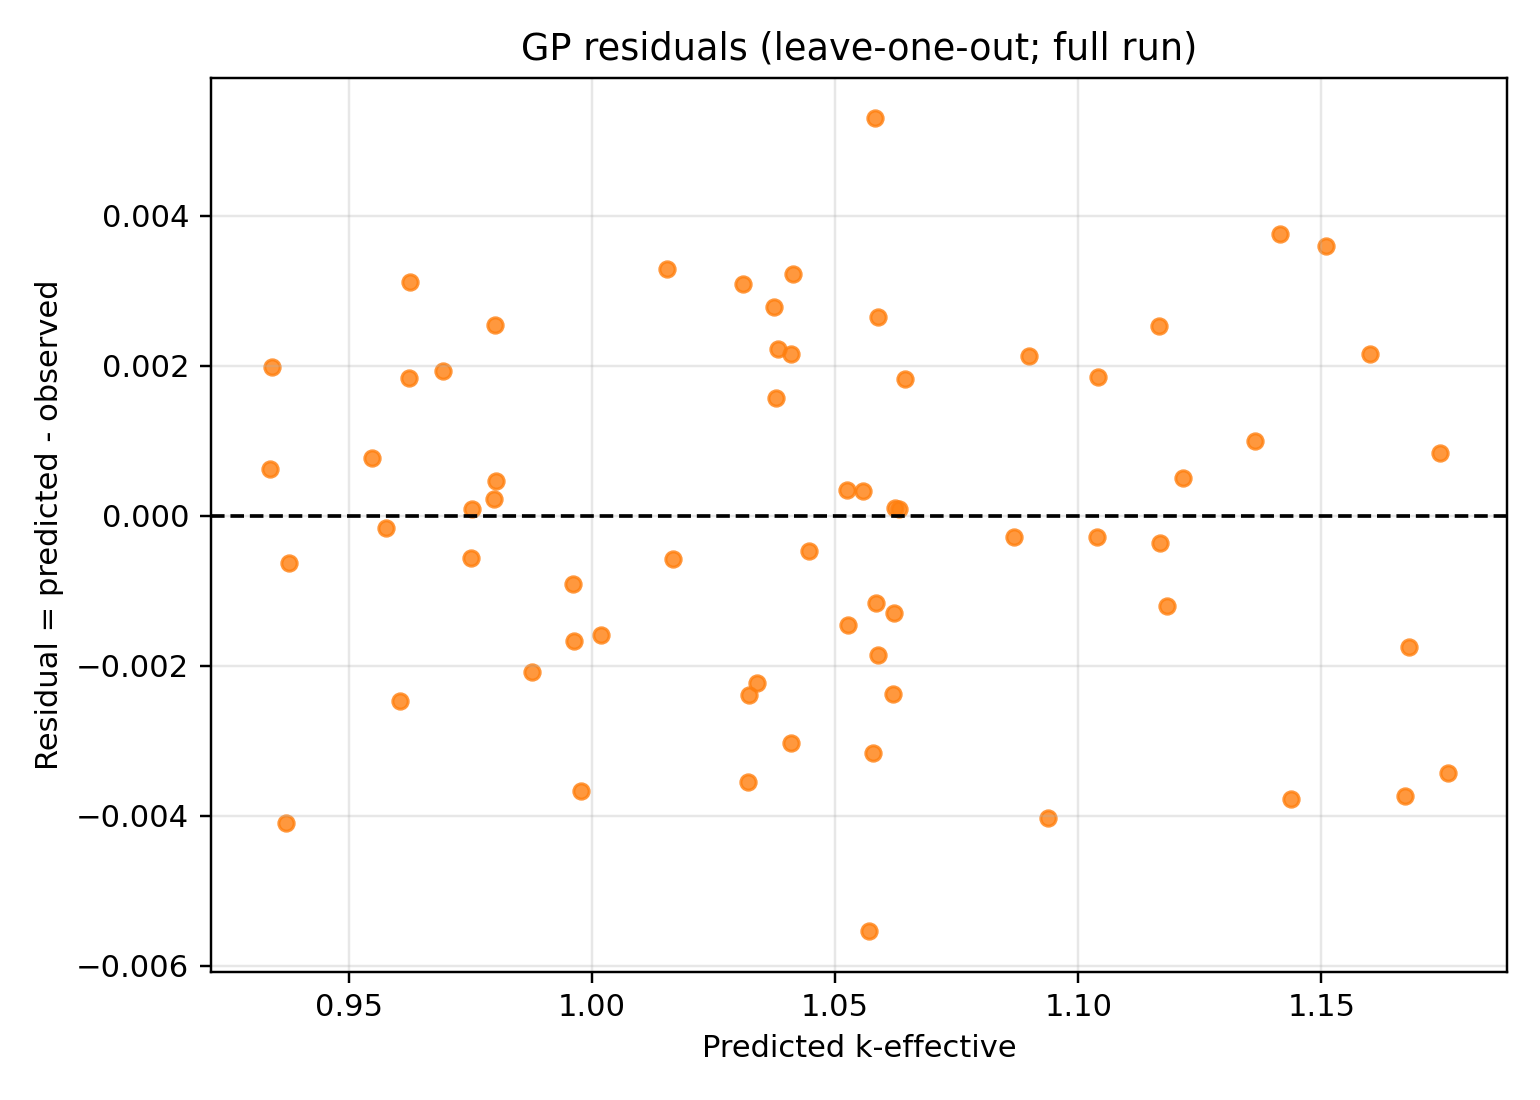 GP residuals (leave-one-out; full run)
Residual = predicted - observed
0.004
0.002
0.000
−0.002
−0.004
−0.006
0.95 1.00 1.05 1.10 1.15
Predicted k-effective